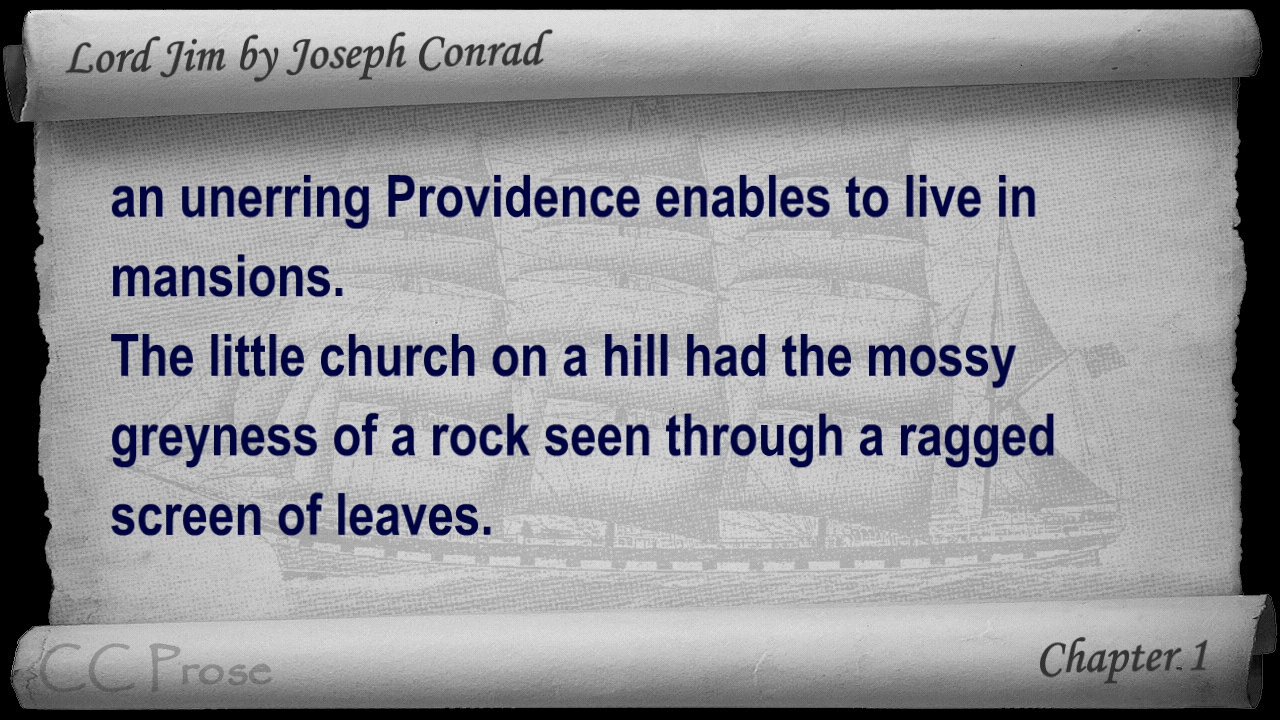 Lord Jim by Joseph Conrad
an unerring Providence enables to live in
mansions.
The little church on a hill had the mossy
greyness of a rock seen through a ragged
screen of leaves.
CC Prose
Chapter 1